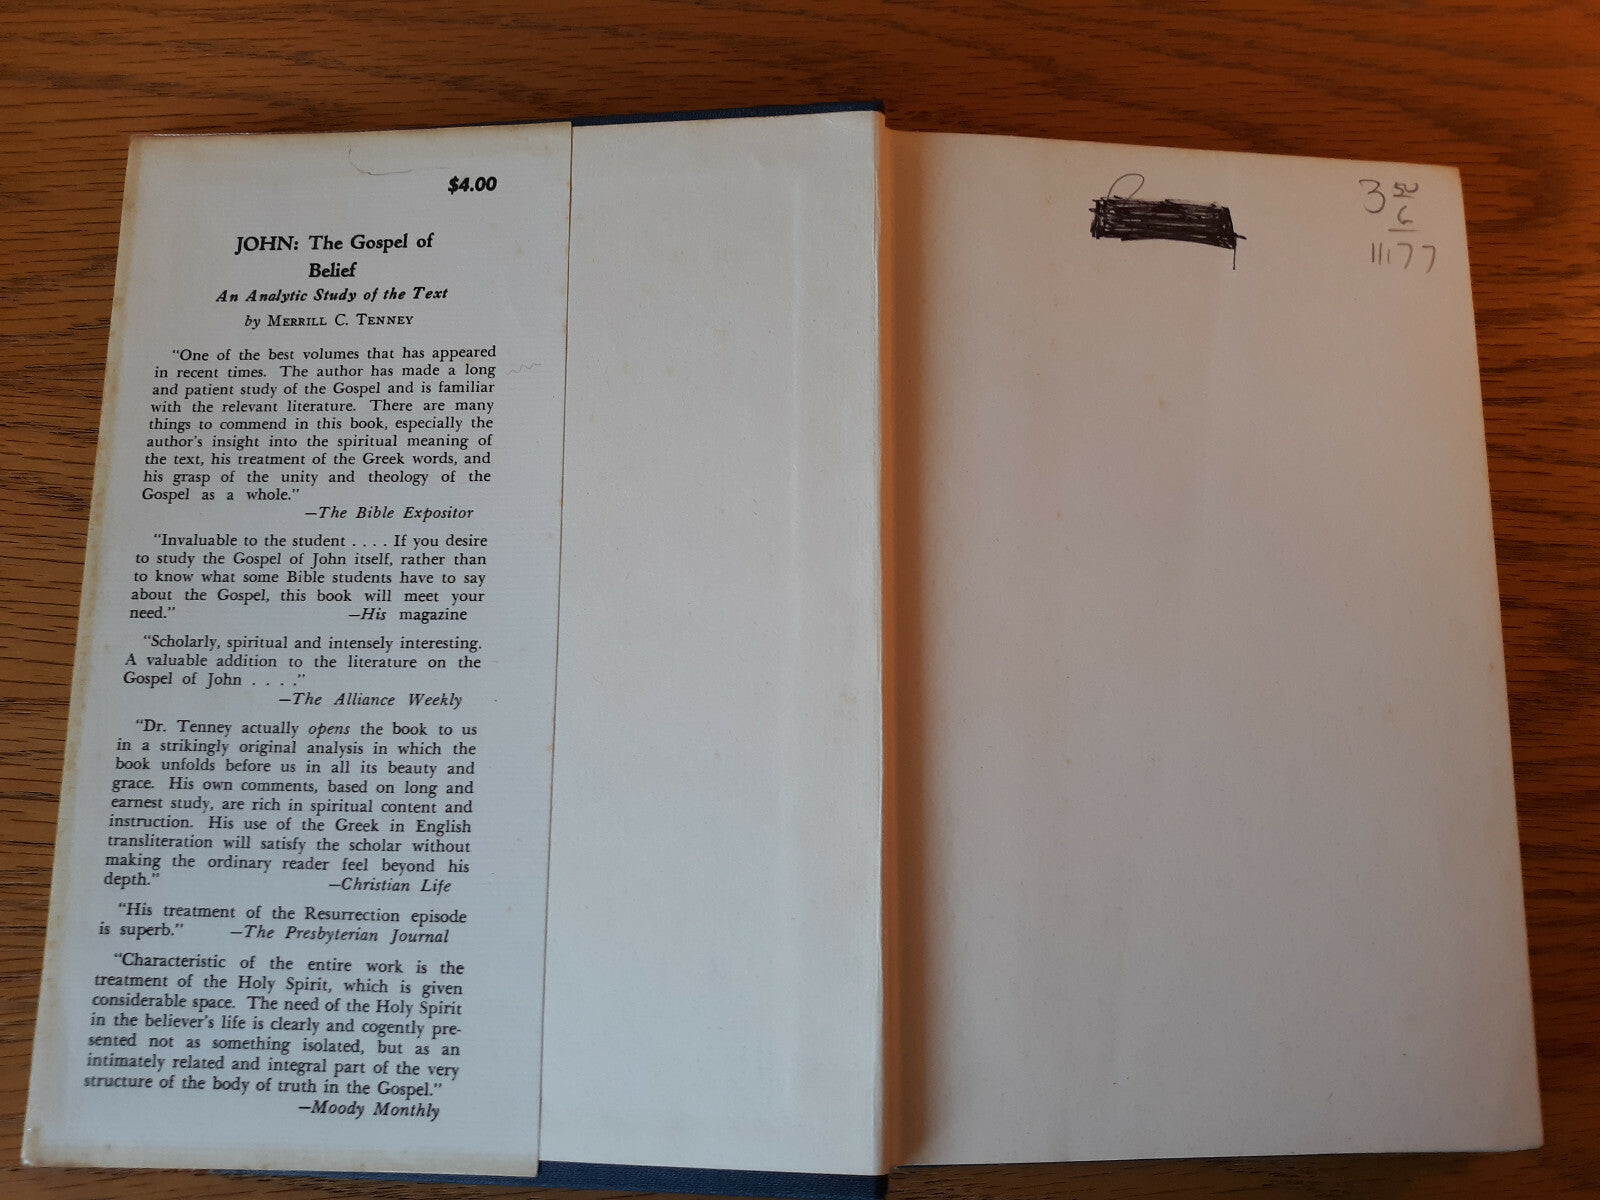 $4.00
JOHN: The Gospel of
Belief
An Analytic Study of the Text
by MERRILL C. TENNEY
"One of the best volumes that has appeared
in recent times. The author has made a long
and patient study of the Gospel and is familiar
with the relevant literature. There are many
things to commend in this book, especially the
author's insight into the spiritual meaning of
the text, his treatment of the Greek words, and
his grasp of the unity and theology of the
Gospel as a whole."
—The Bible Expositor
"Invaluable to the student . . . . If you desire
to study the Gospel of John itself, rather than
to know what some Bible students have to say
about the Gospel, this book will meet your
need." —His magazine
"Scholarly, spiritual and intensely interesting.
A valuable addition to the literature on the
Gospel of John . . . ."
—The Alliance Weekly
"Dr. Tenney actually opens the book to us
in a strikingly original analysis in which the
book unfolds before us in all its beauty and
grace. His own comments, based on long and
earnest study, are rich in spiritual content and
instruction. His use of the Greek in English
transliteration will satisfy the scholar without
making the ordinary reader feel beyond his
depth." —Christian Life
"His treatment of the Resurrection episode
is superb." —The Presbyterian Journal
"Characteristic of the entire work is the
treatment of the Holy Spirit, which is given
considerable space. The need of the Holy Spirit
in the believer's life is clearly and cogently pre-
sented not as something isolated, but as an
intimately related and integral part of the very
structure of the body of truth in the Gospel."
—Moody Monthly
3 50
6